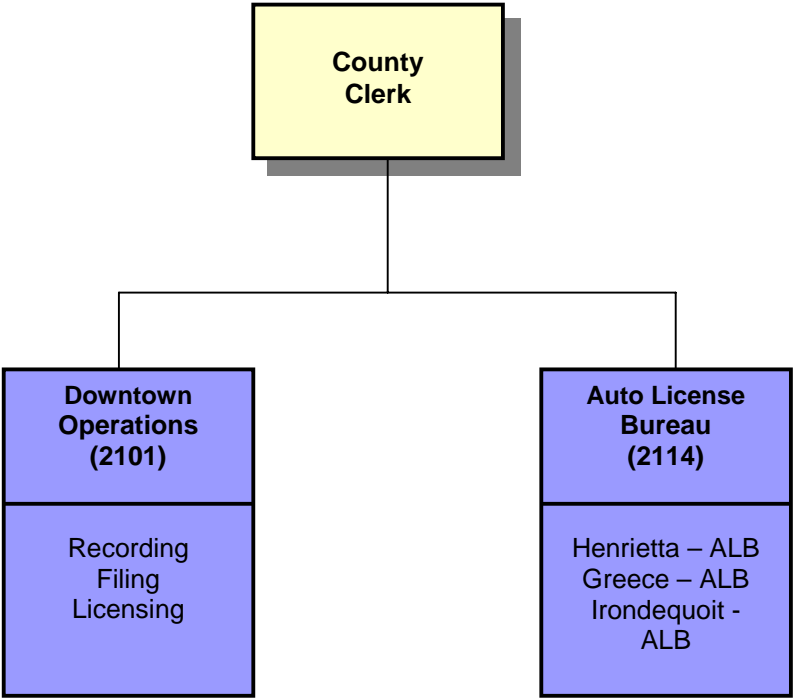 County
Clerk
Downtown
Operations
(2101)
Recording
Filing
Licensing
Auto License
Bureau
(2114)
Henrietta – ALB
Greece – ALB
Irondequoit -
ALB